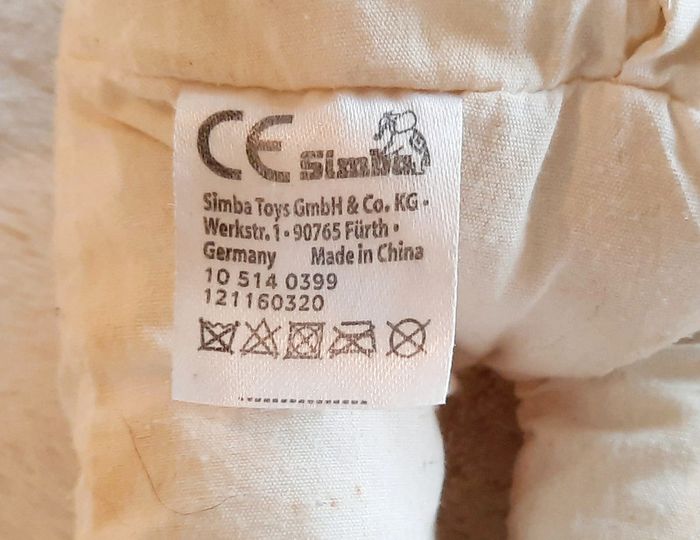 CE Simba
Simba Toys GmbH & Co. KG •
Werkstr. 1 • 90765 Fürth •
Germany Made in China
10 514 0399
121160320